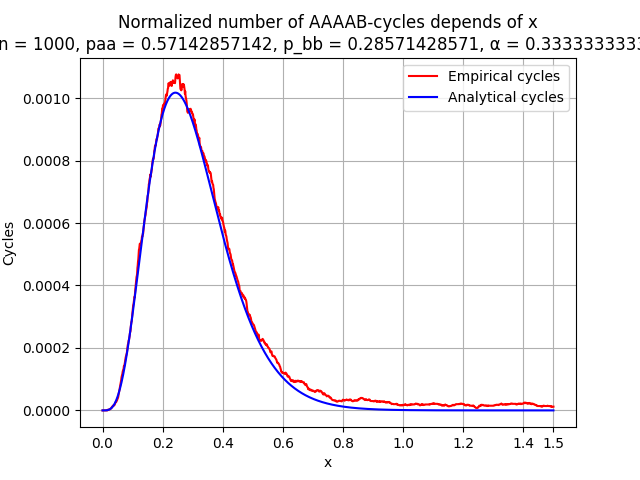 Normalized number of AAAAB-cycles depends of x
n = 1000, paa = 0.57142857142, p_bb = 0.28571428571, α = 0.3333333333
Empirical cycles
Analytical cycles
0.0010
0.0008
0.0006
0.0004
0.0002
0.0000
Cycles
0.0 0.2 0.4 0.6 0.8 1.0 1.2 1.4 1.5
x